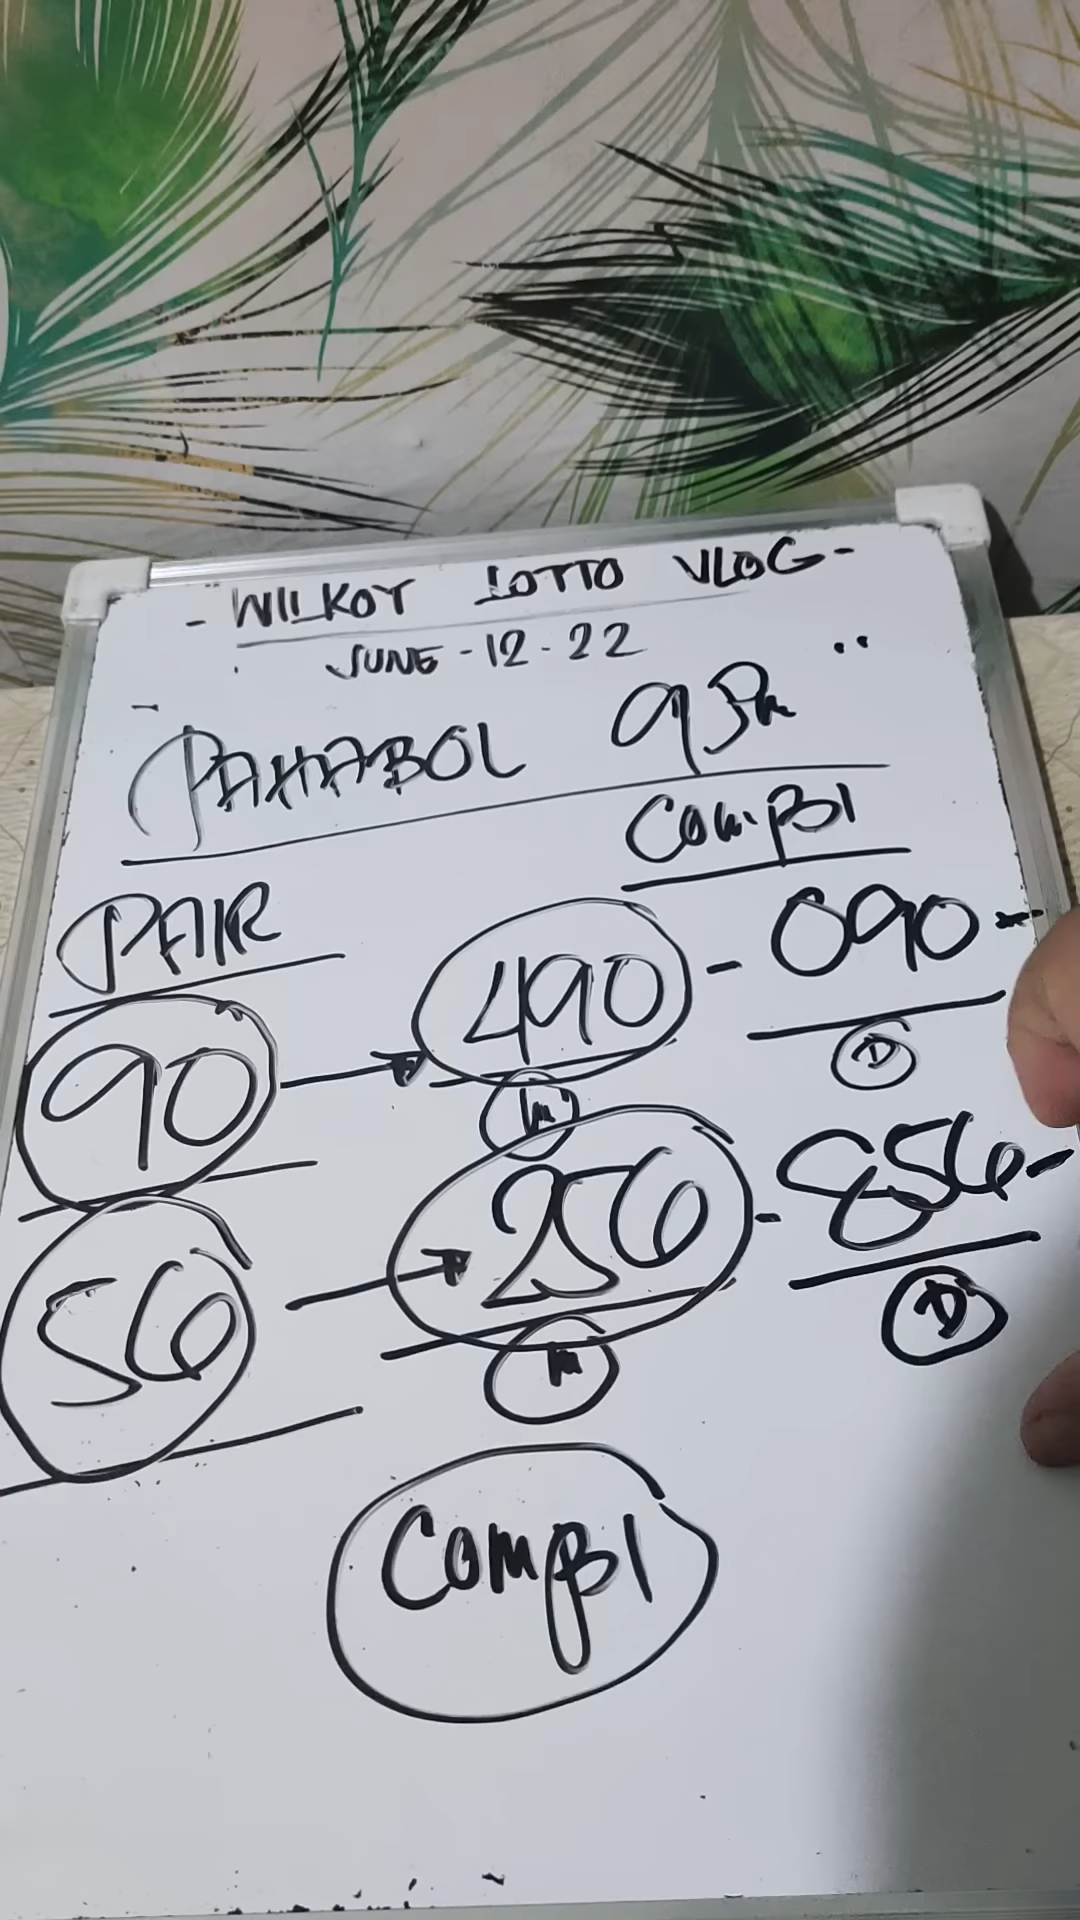 - WILKOY LOTTO VLOG -
JUNE - 12 - 22
PAHABOL 9PM
COMBI
PAIR
90 → 490 - 090 -
M D
56 → 256 - 856 -
M D
COMBI